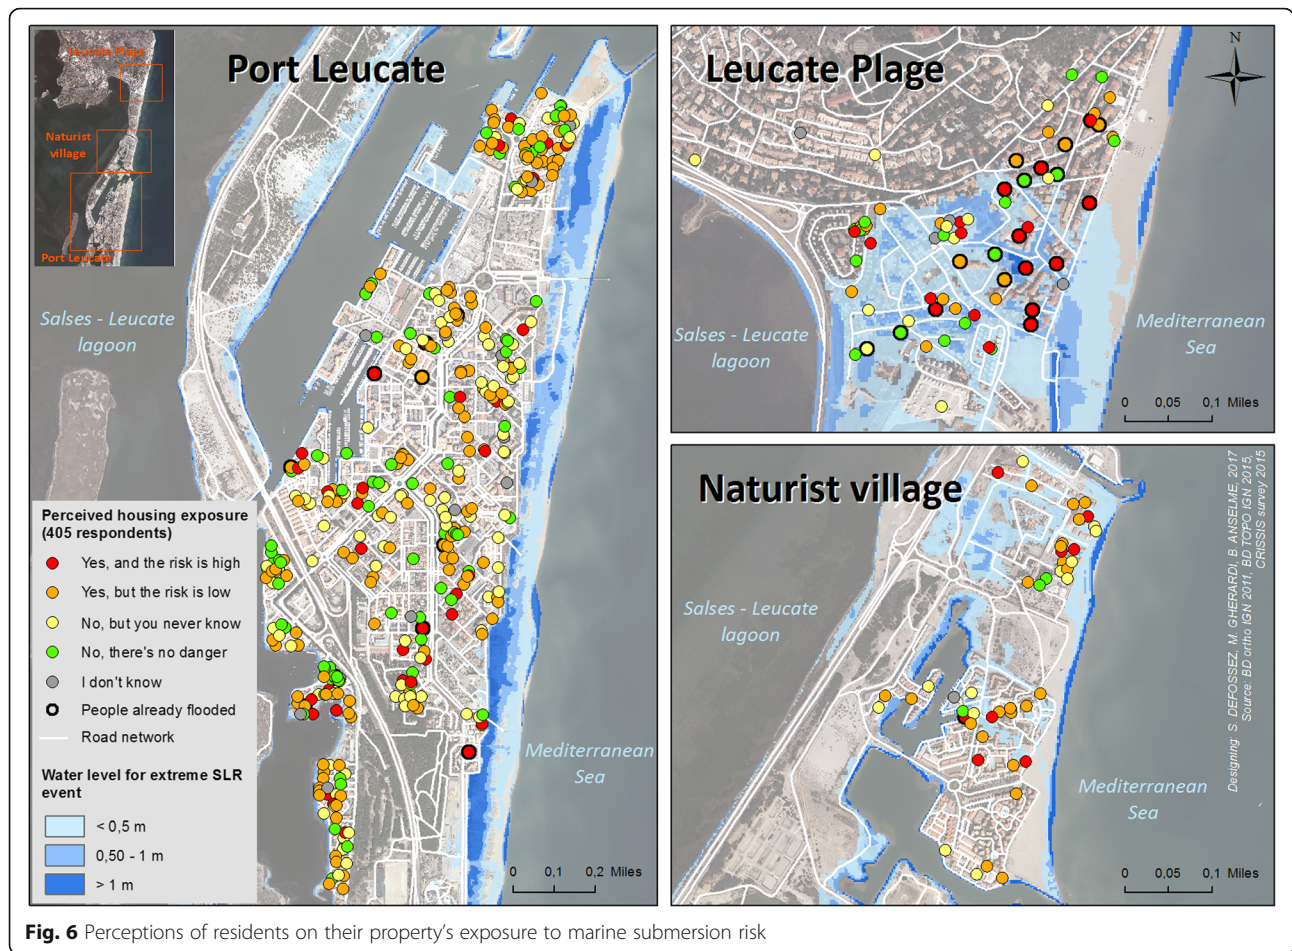 Port Leucate
Leucate Plage
Naturist
village
Port Leucate
Salses - Leucate
lagoon
Mediterranean
Sea
0 0,1 0,2 Miles
Perceived housing exposure
(405 respondents)
Yes, and the risk is high
Yes, but the risk is low
No, but you never know
No, there's no danger
I don't know
People already flooded
Road network
Water level for extreme SLR
event
< 0,5 m
0,50 - 1 m
> 1 m
Leucate Plage
N
Salses - Leucate
lagoon
Mediterranean
Sea
0 0,05 0,1 Miles
Naturist village
Salses - Leucate
lagoon
Mediterranean
Sea
0 0,05 0,1 Miles
Designing: S. DEFOSSEZ, M. GHERARDI, B. ANSELME, 2017
Source: BD ortho IGN 2011, BD TOPO IGN 2015,
CRISSIS survey 2015
Fig. 6 Perceptions of residents on their property's exposure to marine submersion risk